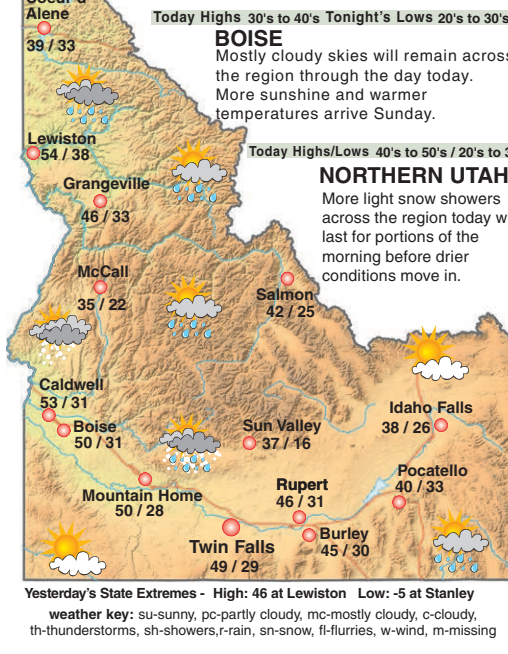 Today Highs 30's to 40's Tonight's Lows 20's to 30's
Alene
39 / 33
BOISE
Mostly cloudy skies will remain across
the region through the day today.
More sunshine and warmer
temperatures arrive Sunday.
Lewiston
54 / 38
Today Highs/Lows 40's to 50's / 20's to
Grangeville
46 / 33
NORTHERN UTAH
More light snow showers
across the region today
last for portions of the
morning before drier
conditions move in.
McCall
35 / 22
Salmon
42 / 25
Caldwell
53 / 31
Boise
50 / 31
Sun Valley
37 / 16
Idaho Falls
38 / 26
Mountain Home
50 / 28
Rupert
46 / 31
Pocatello
40 / 33
Twin Falls
49 / 29
Burley
45 / 30
Yesterday's State Extremes - High: 46 at Lewiston Low: -5 at Stanley
weather key: su-sunny, pc-partly cloudy, mc-mostly cloudy, c-cloudy,
th-thunderstorms, sh-showers,r-rain, sn-snow, fl-flurries, w-wind, m-missing